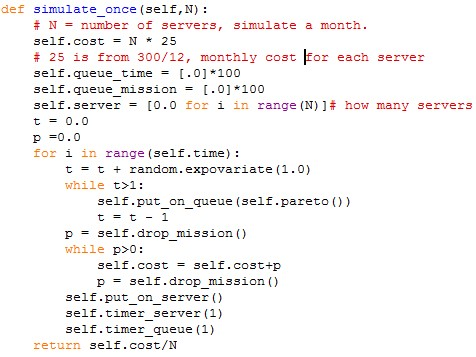 def simulate_once(self,N):
    # N = number of servers, simulate a month.
    self.cost = N * 25
    # 25 is from 300/12, monthly cost for each server
    self.queue_time = [.0]*100
    self.queue_mission = [.0]*100
    self.server = [0.0 for i in range(N)]# how many servers
    t = 0.0
    p =0.0
    for i in range(self.time):
        t = t + random.expovariate(1.0)
        while t>1:
            self.put_on_queue(self.pareto())
            t = t - 1
        p = self.drop_mission()
        while p>0:
            self.cost = self.cost+p
            p = self.drop_mission()
        self.put_on_server()
        self.timer_server(1)
        self.timer_queue(1)
    return self.cost/N